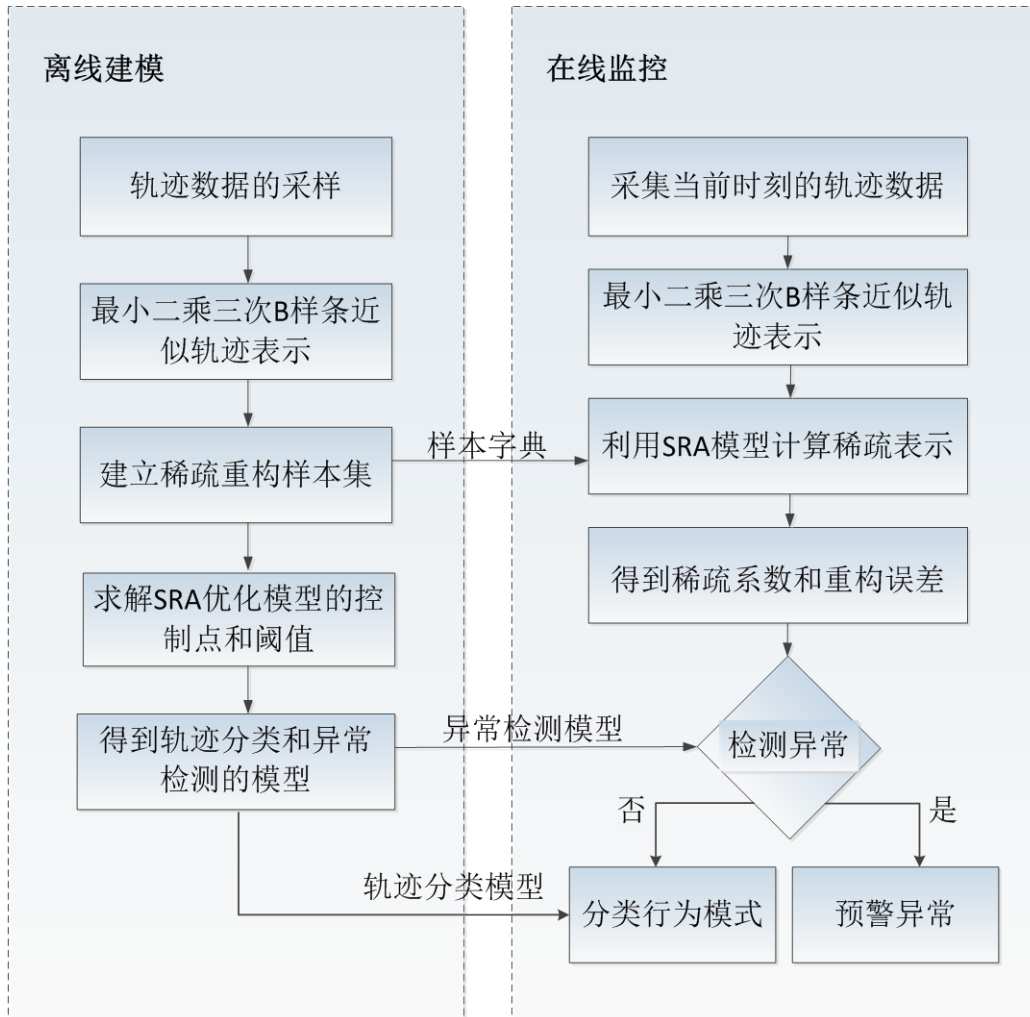 离线建模
轨迹数据的采样
最小二乘三次B样条近
似轨迹表示
建立稀疏重构样本集
求解SRA优化模型的控
制点和阈值
得到轨迹分类和异常
检测的模型
样本字典
异常检测模型
轨迹分类模型
在线监控
采集当前时刻的轨迹数据
最小二乘三次B样条近似轨
迹表示
利用SRA模型计算稀疏表示
得到稀疏系数和重构误差
检测异常
否
是
分类行为模式
预警异常